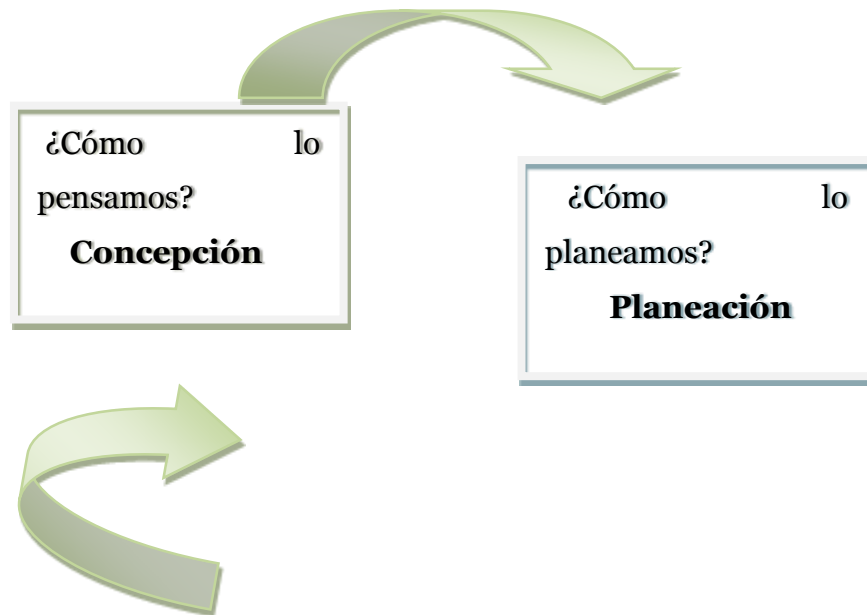 ¿Cómo lo
pensamos?
Concepción
¿Cómo lo
planeamos?
Planeación